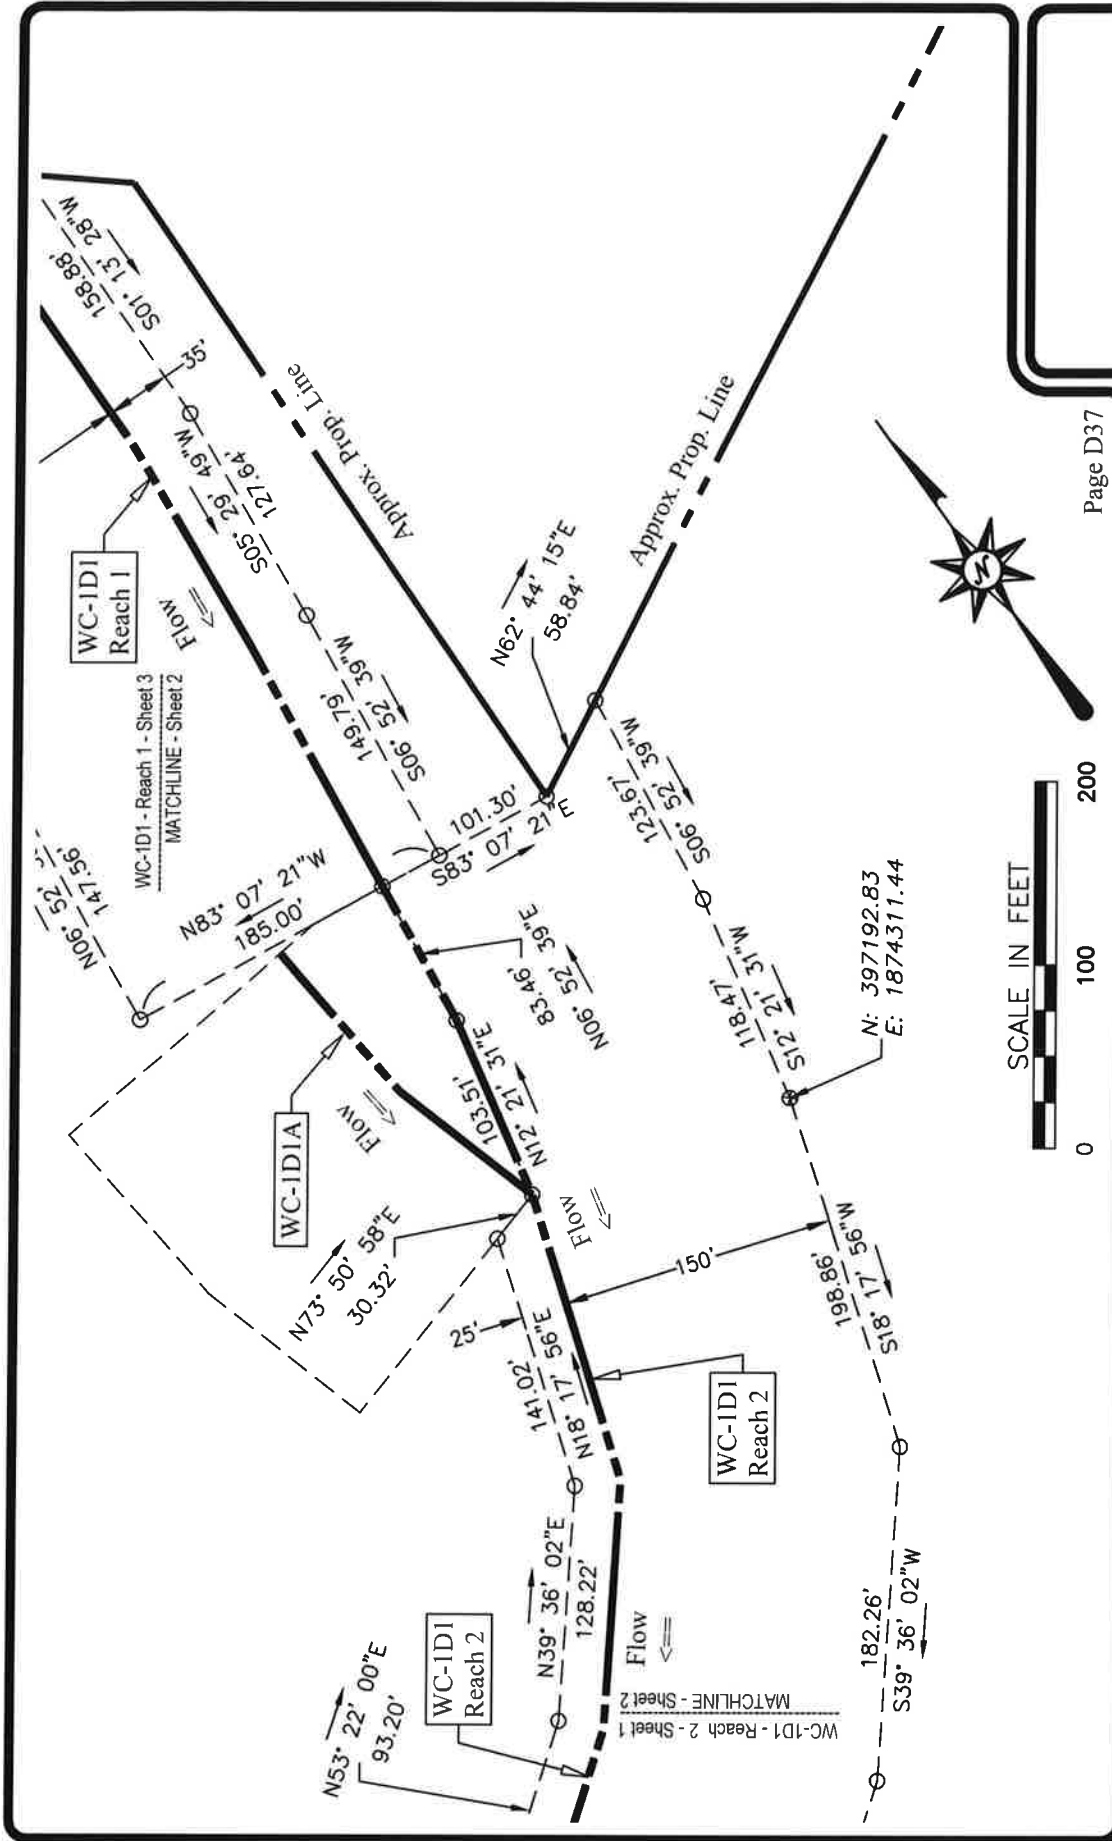 158.88'
S01° 13' 28"W
35'
WC-1D1
Reach 1
Flow
S05° 29' 49"W
127.64'
Approx. Prop. Line
WC-1D1 - Reach 1 - Sheet 3
MATCHLINE - Sheet 2
N06° 52'
147.56'
N83° 07' 21"W
185.00'
149.79'
S06° 52' 39"W
N62° 44' 15"E
58.84'
Approx. Prop. Line
101.30'
S83° 07' 21"E
WC-1D1A
Flow
83.46'
N06° 52' 39"E
103.51'
N12° 21' 31"E
123.67'
S06° 52' 39"W
118.47'
S12° 21' 31"W
N: 397192.83
E: 1874311.44
N73° 50' 58"E
30.32'
Flow
25'
150'
141.02'
N18° 17' 56"E
198.86'
S18° 17' 56"W
WC-1D1
Reach 2
N53° 22' 00"E
93.20'
WC-1D1
Reach 2
N39° 36' 02"E
128.22'
Flow
WC-1D1 - Reach 2 - Sheet 1
MATCHLINE - Sheet 2
182.26'
S39° 36' 02"W
N
SCALE IN FEET
0 100 200
Page D37